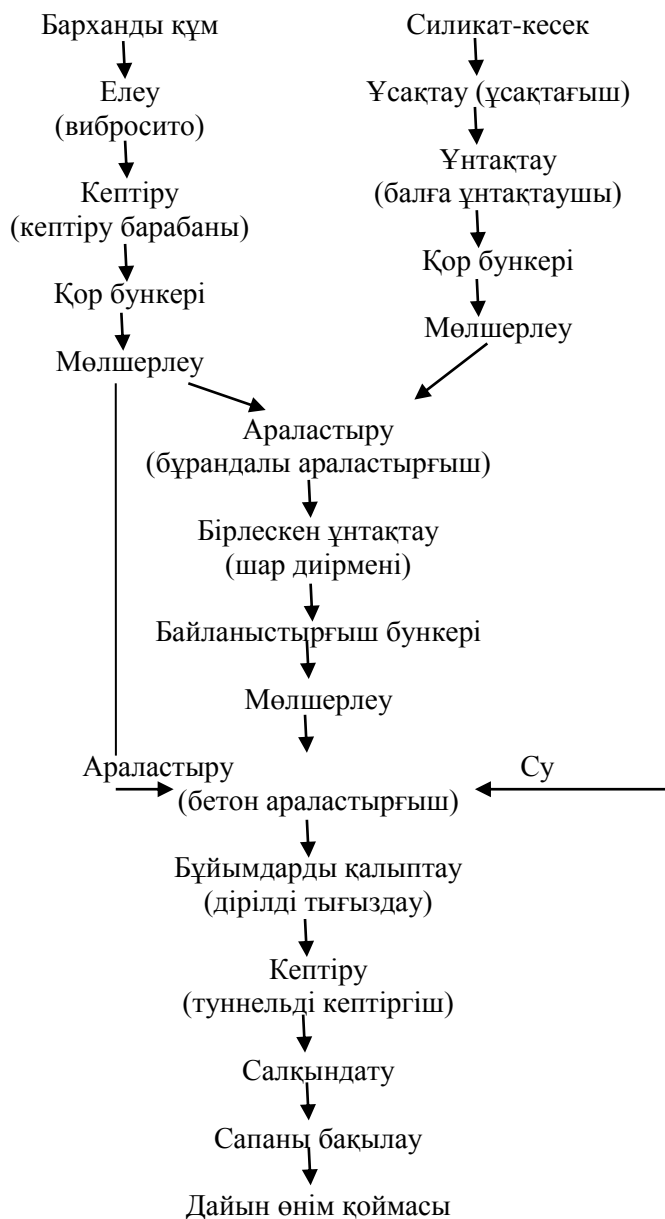 Барханды құм
Елеу
(вибросито)
Кептіру
(кептіру барабаны)
Қор бункері
Мөлшерлеу
Силикат-кесек
Ұсақтау (ұсақтағыш)
Ұнтақтау
(балға ұнтақтаушы)
Қор бункері
Мөлшерлеу
Араластыру
(бұрандалы араластырғыш)
Бірлескен ұнтақтау
(шар диірмені)
Байланыстырғыш бункері
Мөлшерлеу
Араластыру
(бетон араластырғыш)
Су
Бұйымдарды қалыптау
(дірілді тығыздау)
Кептіру
(туннельді кептіргіш)
Салқындату
Сапаны бақылау
Дайын өнім қоймасы